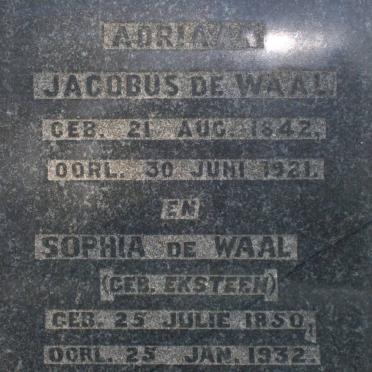 ADRIAAN
JACOBUS DE WAAL
GEB. 21 AUG. 1842.
OORL. 30 JUNI 1921.
EN
SOPHIA DE WAAL
(GEB. EKSTEEN)
GEB. 25 JULIE 1850,
OORL. 25 JAN. 1932.